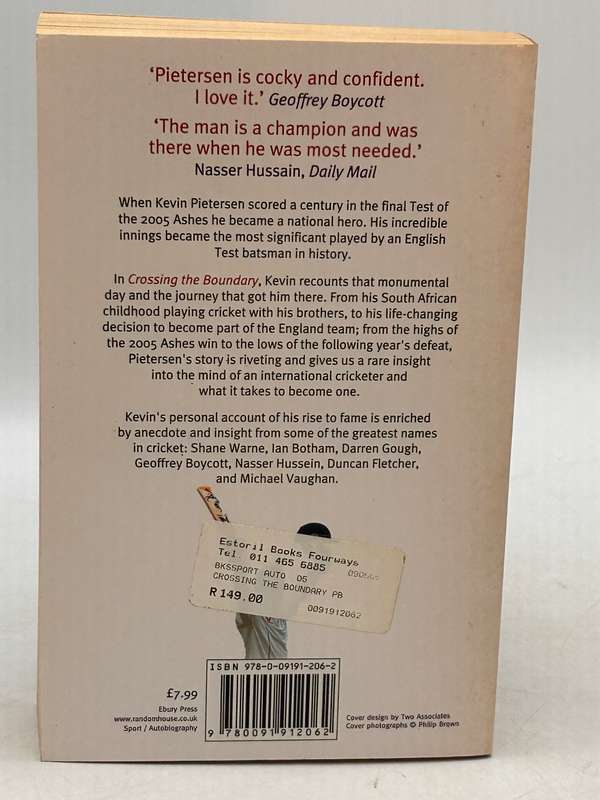 ‘Pietersen is cocky and confident.
I love it.’ Geoffrey Boycott
‘The man is a champion and was
there when he was most needed.’
Nasser Hussain, Daily Mail
When Kevin Pietersen scored a century in the final Test of
the 2005 Ashes he became a national hero. His incredible
innings became the most significant played by an English
Test batsman in history.
In Crossing the Boundary, Kevin recounts that monumental
day and the journey that got him there. From his South African
childhood playing cricket with his brothers, to his life-changing
decision to become part of the England team; from the highs of
the 2005 Ashes win to the lows of the following year's defeat,
Pietersen's story is riveting and gives us a rare insight
into the mind of an international cricketer and
what it takes to become one.
Kevin's personal account of his rise to fame is enriched
by anecdote and insight from some of the greatest names
in cricket: Shane Warne, Ian Botham, Darren Gough,
Geoffrey Boycott, Nasser Hussein, Duncan Fletcher,
and Michael Vaughan.
Estoril Books Fourways
Tel. 011 465 6885
BKSSPORT AUTO 05
CROSSING THE BOUNDARY PB
R 149.00
0091912062
ISBN 978-0-09191-206-2
£7.99
Ebury Press
www.randomhouse.co.uk
Sport / Autobiography
9 780091 912062
Cover design by Two Associates
Cover photographs © Philip Brown